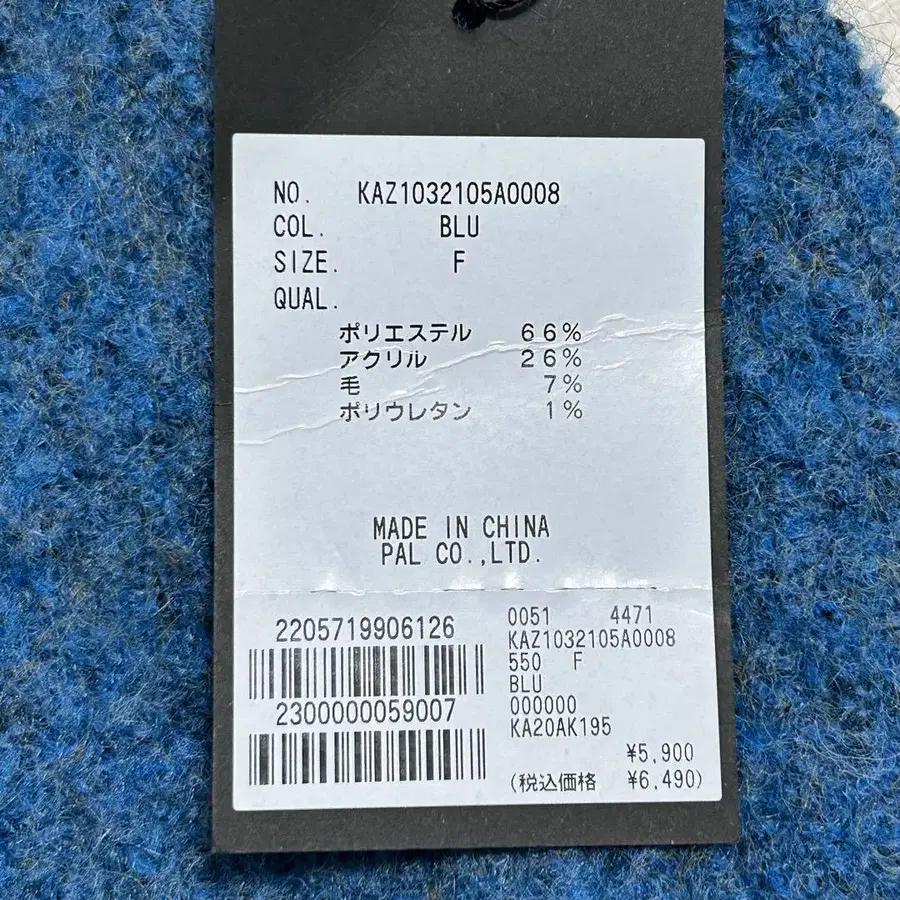 NO. KAZ1032105A0008
COL. BLU
SIZE. F
QUAL.
ポリエステル 66%
アクリル 26%
毛 7%
ポリウレタン 1%
MADE IN CHINA
PAL CO.,LTD.
2205719906126
2300000059007
0051 4471
KAZ1032105A0008
550 F
BLU
000000
KA20AK195
¥5,900
(税込価格 ¥6,490)